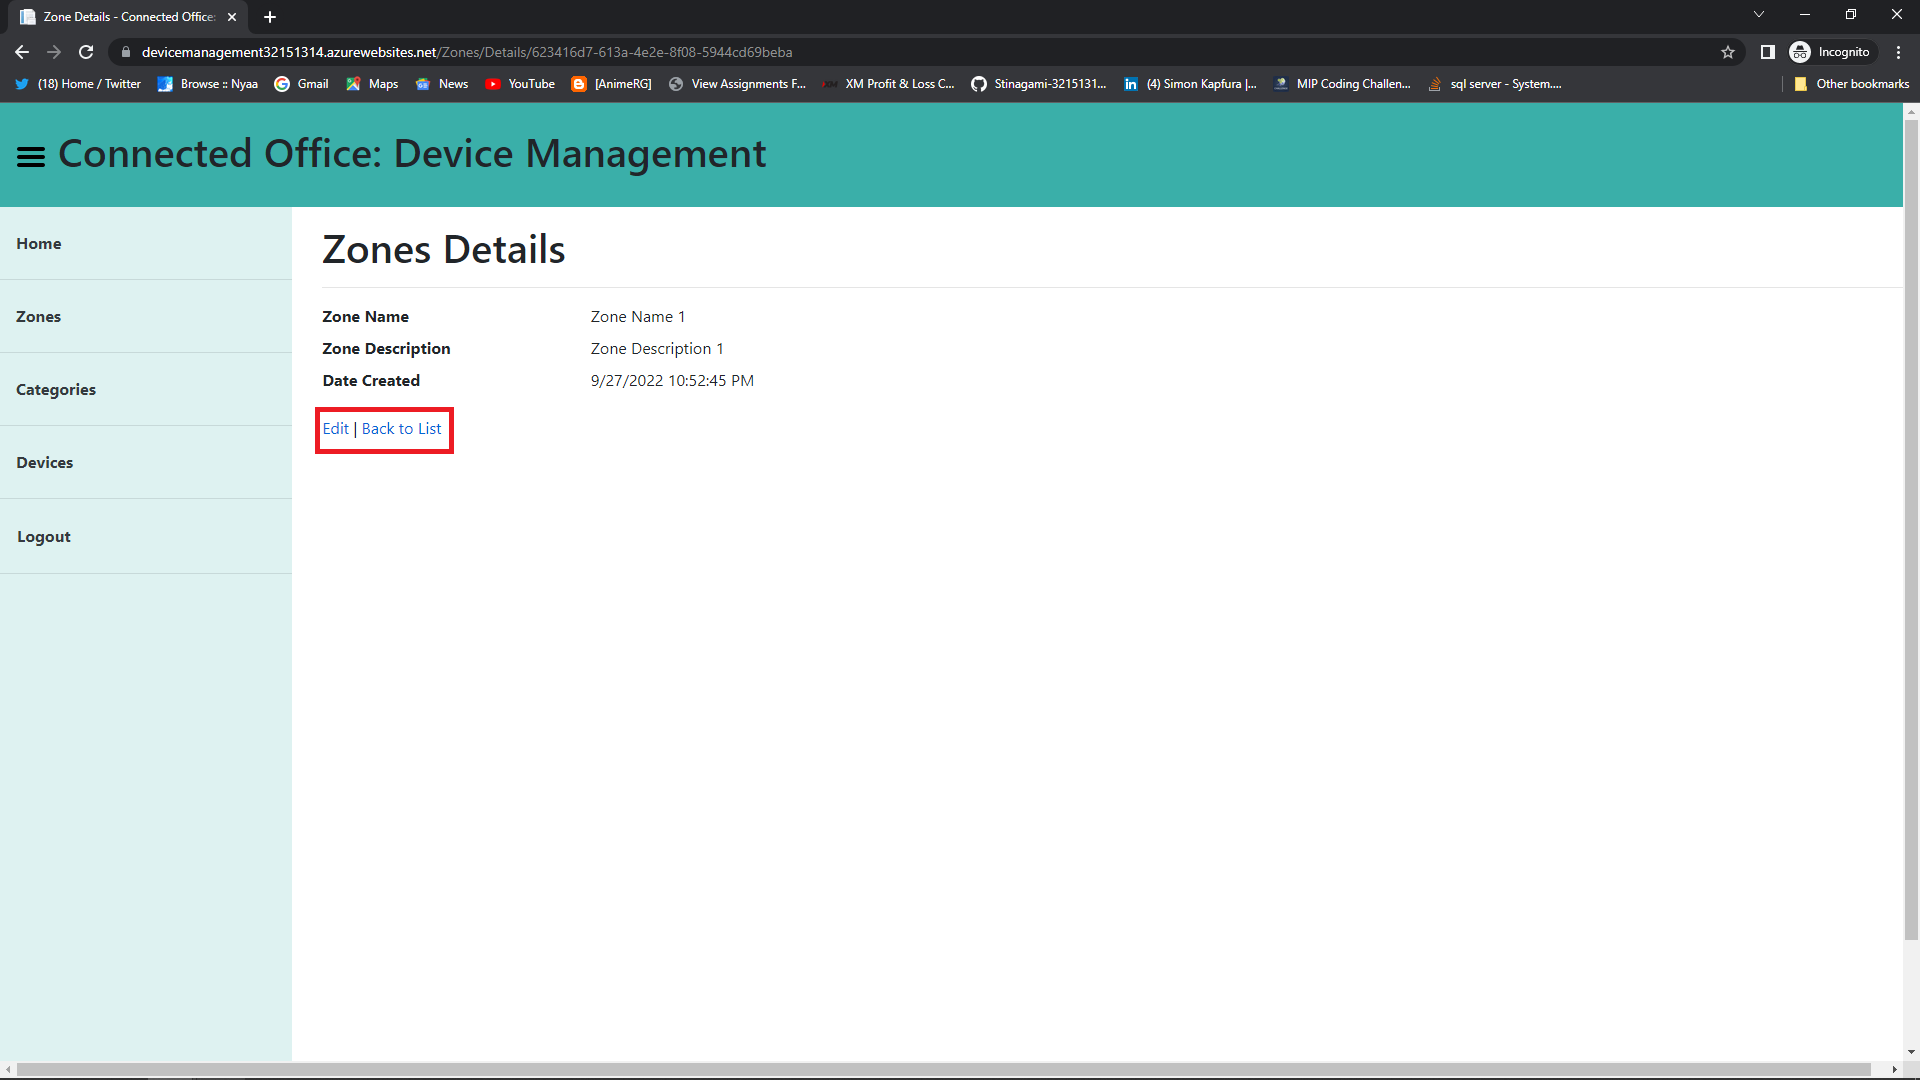 Zone Details - Connected Office:
devicemanagement32151314.azurewebsites.net/Zones/Details/623416d7-613a-4e2e-8f08-5944cd69beba
Incognito
(18) Home / Twitter
Browse :: Nyaa
Gmail
Maps
News
YouTube
[AnimeRG]
View Assignments F...
XM Profit & Loss C...
Stinagami-3215131...
(4) Simon Kapfura |...
MIP Coding Challen...
sql server - System....
Other bookmarks
Connected Office: Device Management
Home
Zones
Categories
Devices
Logout
Zones Details
Zone Name Zone Name 1
Zone Description Zone Description 1
Date Created 9/27/2022 10:52:45 PM
Edit | Back to List